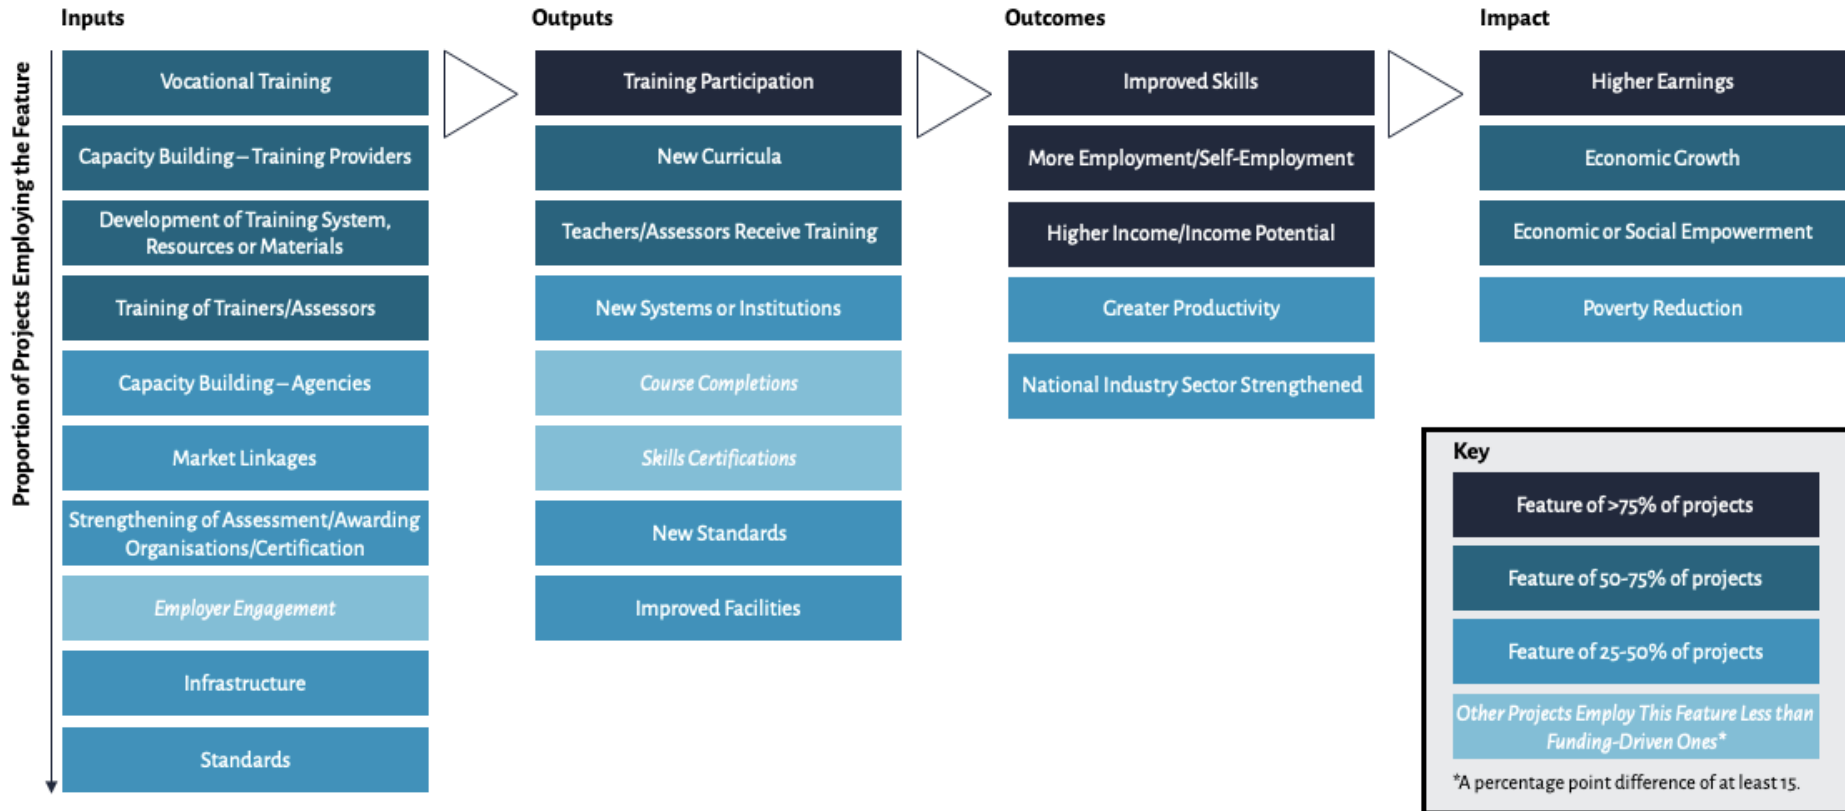 Proportion of Projects Employing the Feature
Inputs
Vocational Training
Capacity Building – Training Providers
Development of Training System,
Resources or Materials
Training of Trainers/Assessors
Capacity Building – Agencies
Market Linkages
Strengthening of Assessment/Awarding
Organisations/Certification
Employer Engagement
Infrastructure
Standards
Outputs
Training Participation
New Curricula
Teachers/Assessors Receive Training
New Systems or Institutions
Course Completions
Skills Certifications
New Standards
Improved Facilities
Outcomes
Improved Skills
More Employment/Self-Employment
Higher Income/Income Potential
Greater Productivity
National Industry Sector Strengthened
Impact
Higher Earnings
Economic Growth
Economic or Social Empowerment
Poverty Reduction
Key
Feature of >75% of projects
Feature of 50-75% of projects
Feature of 25-50% of projects
Other Projects Employ This Feature Less than
Funding-Driven Ones*
*A percentage point difference of at least 15.